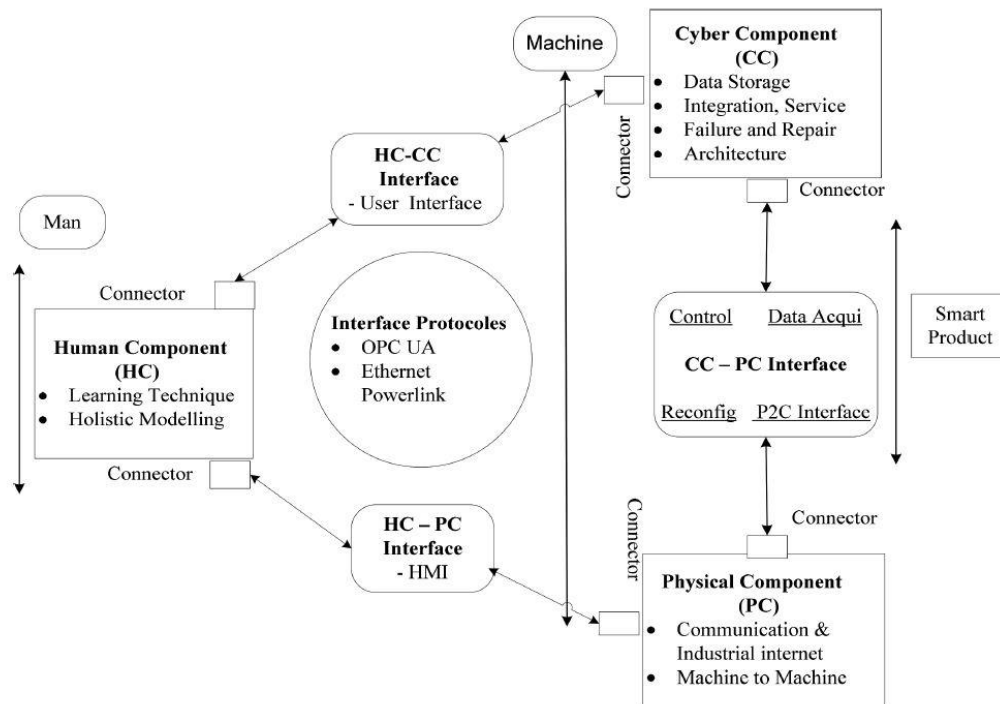 Machine
Cyber Component
(CC)
• Data Storage
• Integration, Service
• Failure and Repair
• Architecture
Connector
Connector
HC-CC
Interface
- User Interface
Man
Connector
Human Component
(HC)
• Learning Technique
• Holistic Modelling
Connector
Interface Protocoles
• OPC UA
• Ethernet
Powerlink
Control Data Acqui
CC – PC Interface
Reconfig P2C Interface
Smart
Product
HC – PC
Interface
- HMI
Connector
Connector
Physical Component
(PC)
• Communication &
Industrial internet
• Machine to Machine